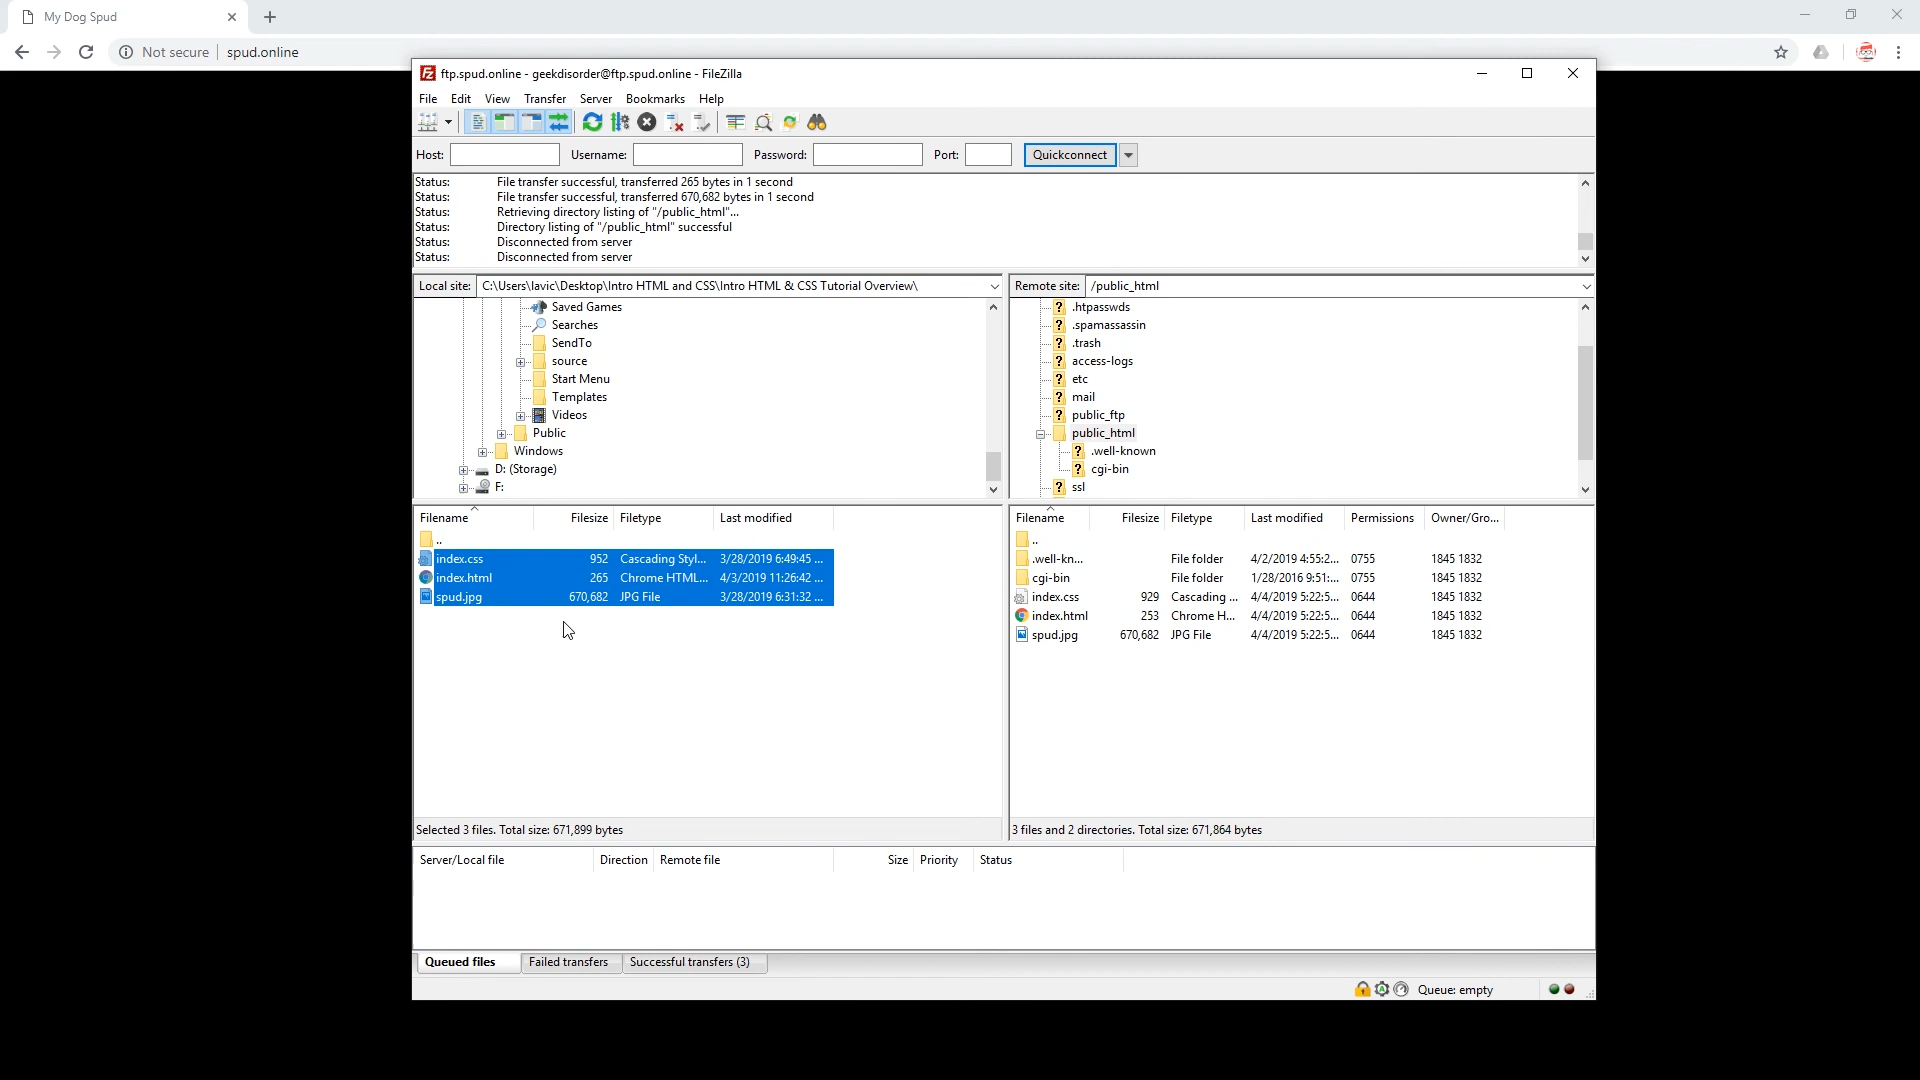 My Dog Spud
Not secure spud.online
ftp.spud.online - geekdisorder@ftp.spud.online - FileZilla
File Edit View Transfer Server Bookmarks Help
Host: Username: Password: Port: Quickconnect
Status: File transfer successful, transferred 265 bytes in 1 second
Status: File transfer successful, transferred 670,682 bytes in 1 second
Status: Retrieving directory listing of "/public_html"...
Status: Directory listing of "/public_html" successful
Status: Disconnected from server
Status: Disconnected from server
Local site: C:\Users\lavic\Desktop\Intro HTML and CSS\Intro HTML & CSS Tutorial Overview\
Saved Games
Searches
SendTo
source
Start Menu
Templates
Videos
Public
Windows
D: (Storage)
F:
Remote site: /public_html
.htpasswds
.spamassassin
.trash
access-logs
etc
mail
public_ftp
public_html
.well-known
cgi-bin
ssl
Filename Filesize Filetype Last modified
..
index.css 952 Cascading Styl... 3/28/2019 6:49:45 ...
index.html 265 Chrome HTML... 4/3/2019 11:26:42 ...
spud.jpg 670,682 JPG File 3/28/2019 6:31:32 ...
Selected 3 files. Total size: 671,899 bytes
Filename Filesize Filetype Last modified Permissions Owner/Gro...
..
.well-kn... File folder 4/2/2019 4:55:2... 0755 1845 1832
cgi-bin File folder 1/28/2016 9:51:... 0755 1845 1832
index.css 929 Cascading ... 4/4/2019 5:22:5... 0644 1845 1832
index.html 253 Chrome H... 4/4/2019 5:22:5... 0644 1845 1832
spud.jpg 670,682 JPG File 4/4/2019 5:22:5... 0644 1845 1832
3 files and 2 directories. Total size: 671,864 bytes
Server/Local file Direction Remote file Size Priority Status
Queued files Failed transfers Successful transfers (3)
Queue: empty